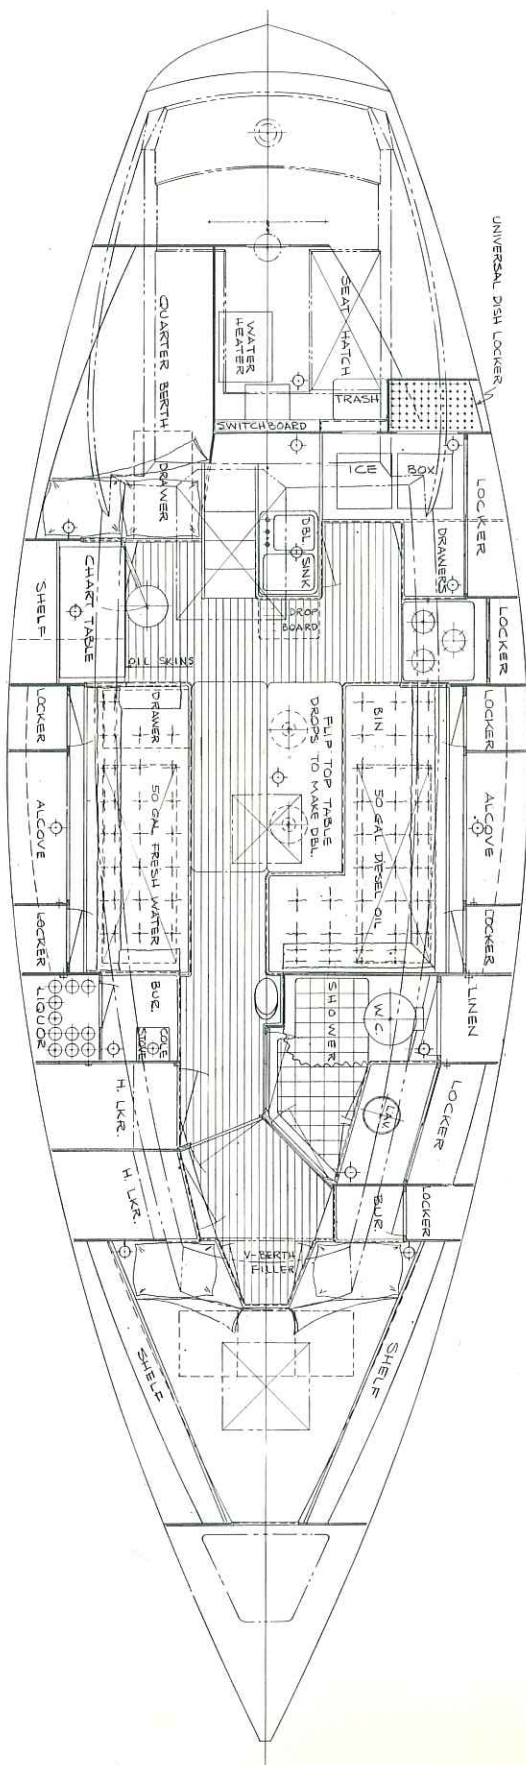 UNIVERSAL DISH LOCKER
QUARTER BERTH
WATER
HEATER
SEAT HATCH
TRASH
SWITCHBOARD
DRAWER
ICE BOX
LOCKER
DRAWERS
DBL SINK
DROP
BOARD
SHELF
CHART TABLE
OIL SKINS
LOCKER
LOCKER
DRAWER
FLIP TOP TABLE
DROPS TO MAKE DBL.
BIN
LOCKER
ALCOVE
50 GAL FRESH WATER
50 GAL DESEL OIL
ALCOVE
LOCKER
LOCKER
LIQUOR
BUR.
COLE
STOVE
SHOWER
W.C.
LINEN
H. LKR.
LAV.
LOCKER
H. LKR.
BUR.
LOCKER
V-BERTH
FILLER
SHELF
SHELF